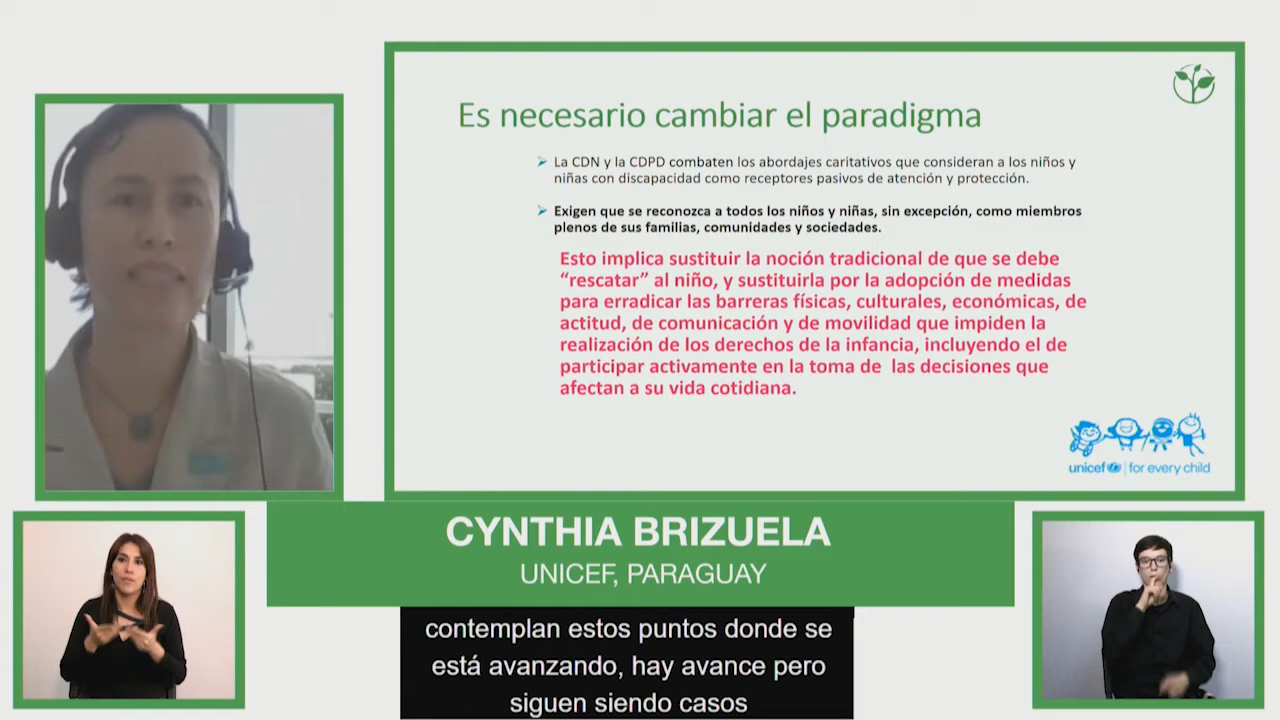 Es necesario cambiar el paradigma
La CDN y la CDPD combaten los abordajes caritativos que consideran a los niños y
niñas con discapacidad como receptores pasivos de atención y protección.
Exigen que se reconozca a todos los niños y niñas, sin excepción, como miembros
plenos de sus familias, comunidades y sociedades.
Esto implica sustituir la noción tradicional de que se debe
“rescatar” al niño, y sustituirla por la adopción de medidas
para erradicar las barreras físicas, culturales, económicas, de
actitud, de comunicación y de movilidad que impiden la
realización de los derechos de la infancia, incluyendo el de
participar activamente en la toma de las decisiones que
afectan a su vida cotidiana.
unicef | for every child
CYNTHIA BRIZUELA
UNICEF, PARAGUAY
contemplan estos puntos donde se
está avanzando, hay avance pero
siguen siendo casos